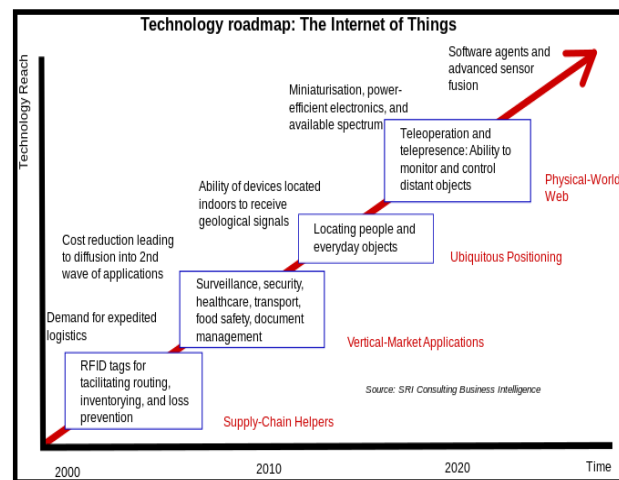 Technology roadmap: The Internet of Things
Technology Reach
Software agents and
advanced sensor
fusion
Miniaturisation, power-
efficient electronics, and
available spectrum
Teleoperation and
telepresence: Ability to
monitor and control
distant objects
Physical-World
Web
Ability of devices located
indoors to receive
geological signals
Locating people and
everyday objects
Ubiquitous Positioning
Cost reduction leading
to diffusion into 2nd
wave of applications
Surveillance, security,
healthcare, transport,
food safety, document
management
Vertical-Market Applications
Demand for expedited
logistics
RFID tags for
tacilitating routing,
inventorying, and loss
prevention
Supply-Chain Helpers
Source: SRI Consulting Business Intelligence
2000
2010
2020
Time